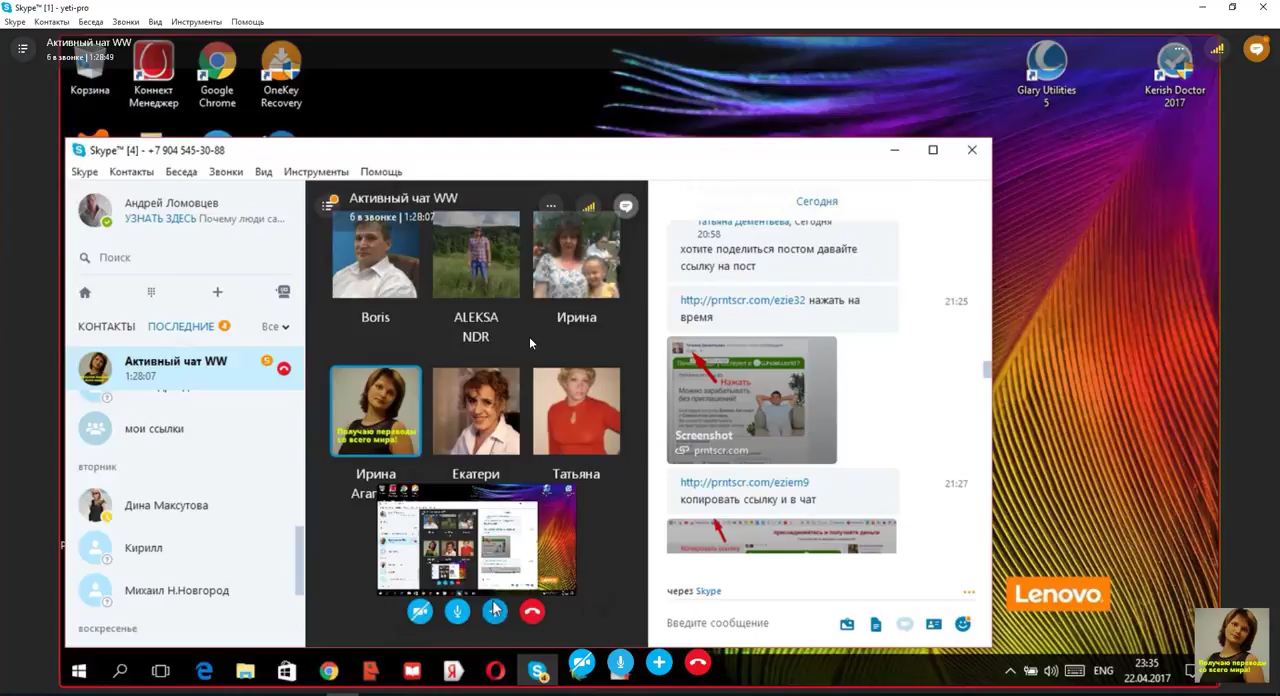 Skype™ [1] - yeti-pro
Skype Контакты Беседа Звонки Вид Инструменты Помощь
Активный чат WW
6 в звонке | 1:28:49
Корзина
Коннект Менеджер
Google Chrome
OneKey Recovery
Glary Utilities 5
Kerish Doctor 2017
Skype™ [4] - +7 904 545-30-88
Skype Контакты Беседа Звонки Вид Инструменты Помощь
Андрей Ломовцев
УЗНАТЬ ЗДЕСЬ Почему люди са...
Поиск
КОНТАКТЫ ПОСЛЕДНИЕ 4 Все
Активный чат WW 5
1:28:07
мои ссылки
вторник
Дина Максутова
Кирилл
Михаил Н.Новгород
воскресенье
Активный чат WW
6 в звонке | 1:28:07
Boris
ALEKSA
NDR
Ирина
Получаю переводы
со всего мира!
Ирина
Екатери
Татьяна
Сегодня
Татьяна Дементьева, Сегодня
20:58
хотите поделиться постом давайте
ссылку на пост
http://prntscr.com/ezie32 нажать на
время
21:25
Нажать
Можно зарабатывать
без приглашений!
Screenshot
prntscr.com
http://prntscr.com/eziem9
копировать ссылку и в чат
21:27
через Skype
Введите сообщение
Lenovo
ENG
23:35
22.04.2017
Получаю переводы
со всего мира!